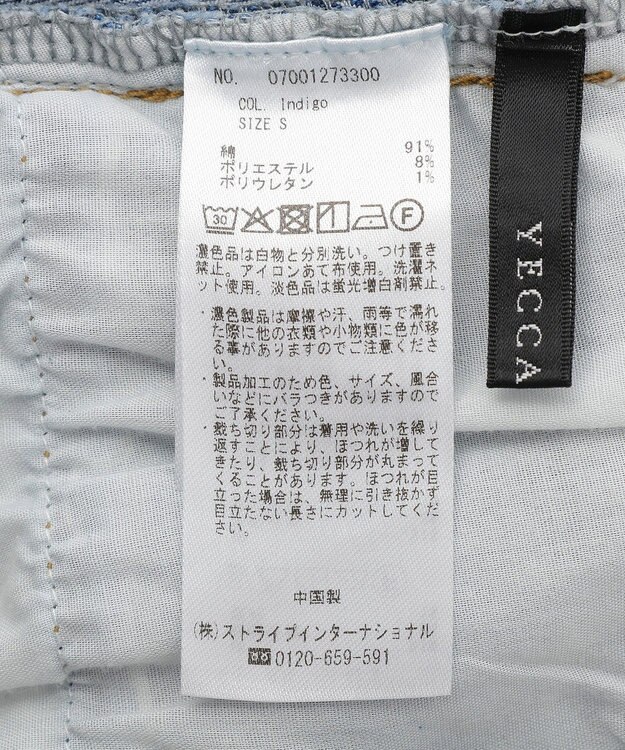 NO. 07001273300
COL. Indigo
SIZE S
綿 91%
ポリエステル 8%
ポリウレタン 1%
30 F
濃色品は白物と分別洗い。つけ置き
禁止。アイロンあて布使用。洗濯ネ
ット使用。淡色品は蛍光増白剤禁止。
・濃色製品は摩擦や汗、雨等で濡れ
た際に他の衣類や小物類に色が移
る事がありますのでご注意くださ
い。
・製品加工のため色、サイズ、風合
いなどにバラつきがありますので
ご了承ください。
・裁ち切り部分は着用や洗いを繰り
返すことにより、ほつれが増して
きたり、裁ち切り部分が丸まって
くることがあります。ほつれが目
立った場合は、無理に引き抜かず
目立たない長さにカットしてくだ
さい。
中国製
(株)ストライプインターナショナル
0120-659-591
YECCA